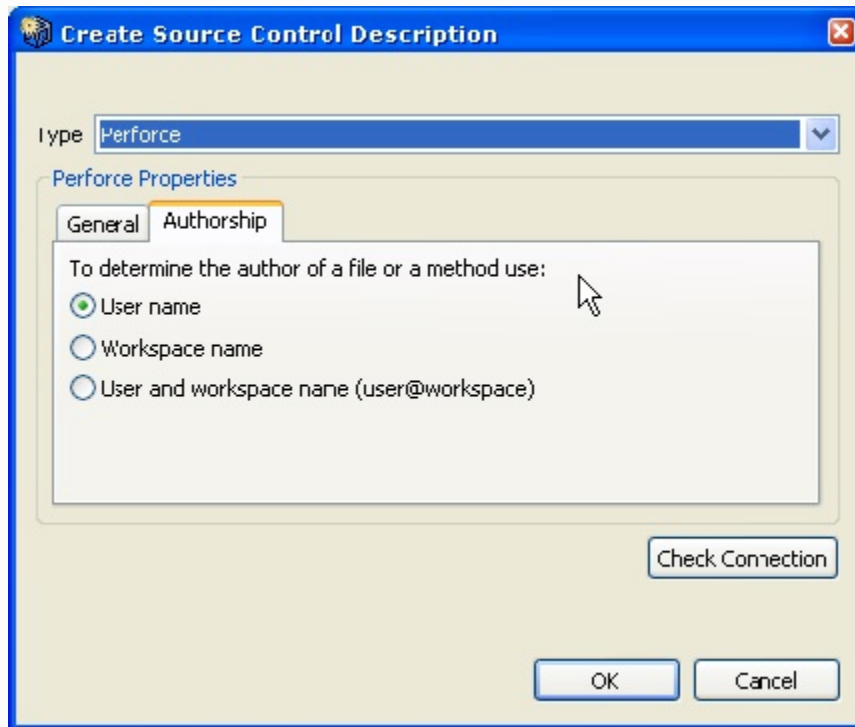 Create Source Control Description
Type Perforce
Perforce Properties
General Authorship
To determine the author of a file or a method use:
User name
Workspace name
User and workspace name (user@workspace)
Check Connection
OK Cancel